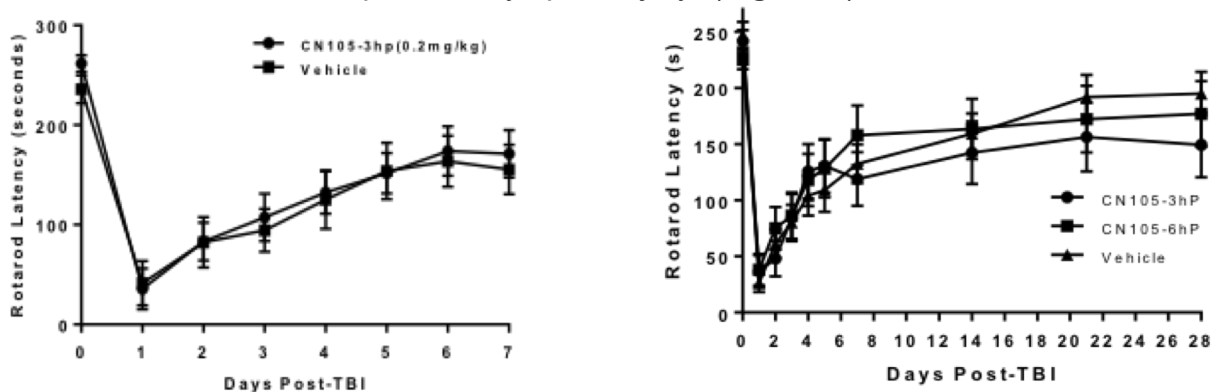 300
200
100
0
Rotarod Latency (seconds)
CN105-3hp(0.2mg/kg)
Vehicle
0 1 2 3 4 5 6 7
Days Post-TBI
250
200
150
100
50
0
Rotarod Latency (s)
CN105-3hP
CN105-6hP
Vehicle
0 2 4 6 8 10 12 14 16 18 20 22 24 26 28
Days Post-TBI